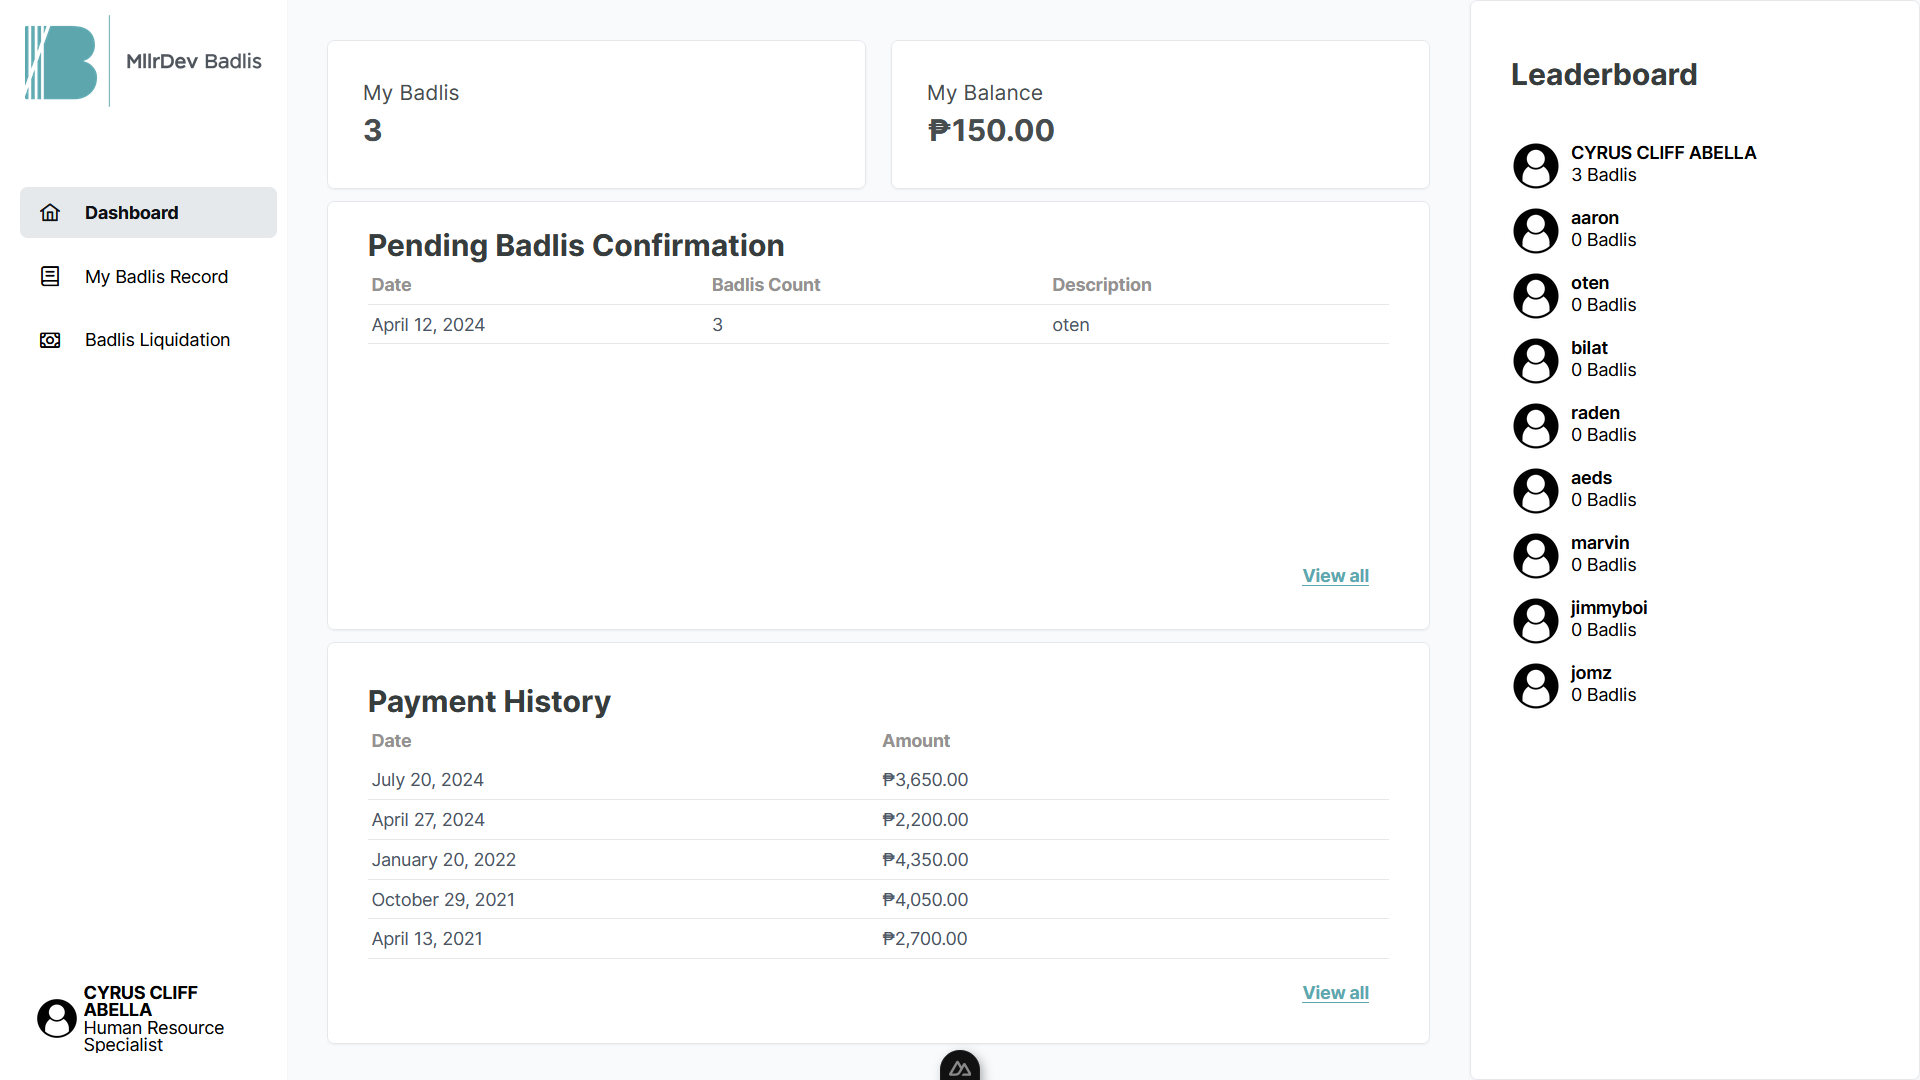 MllrDev Badlis
Dashboard
My Badlis Record
Badlis Liquidation
CYRUS CLIFF
ABELLA
Human Resource
Specialist
My Badlis
3
My Balance
₱150.00
Pending Badlis Confirmation
Date Badlis Count Description
April 12, 2024 3 oten
View all
Payment History
Date Amount
July 20, 2024 ₱3,650.00
April 27, 2024 ₱2,200.00
January 20, 2022 ₱4,350.00
October 29, 2021 ₱4,050.00
April 13, 2021 ₱2,700.00
View all
Leaderboard
CYRUS CLIFF ABELLA
3 Badlis
aaron
0 Badlis
oten
0 Badlis
bilat
0 Badlis
raden
0 Badlis
aeds
0 Badlis
marvin
0 Badlis
jimmyboi
0 Badlis
jomz
0 Badlis